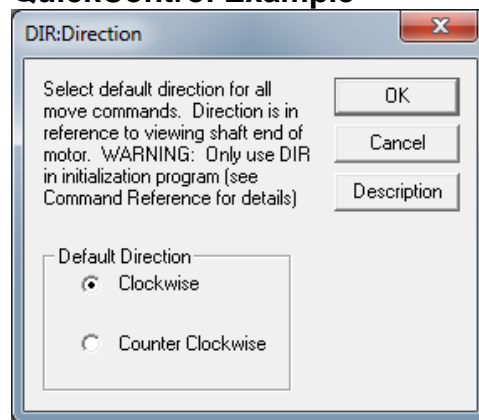 QuickControl Example
DIR:Direction
Select default direction for all
move commands.  Direction is in
reference to viewing shaft end of
motor.  WARNING:  Only use DIR
in initialization program (see
Command Reference for details)
OK
Cancel
Description
Default Direction
Clockwise
Counter Clockwise